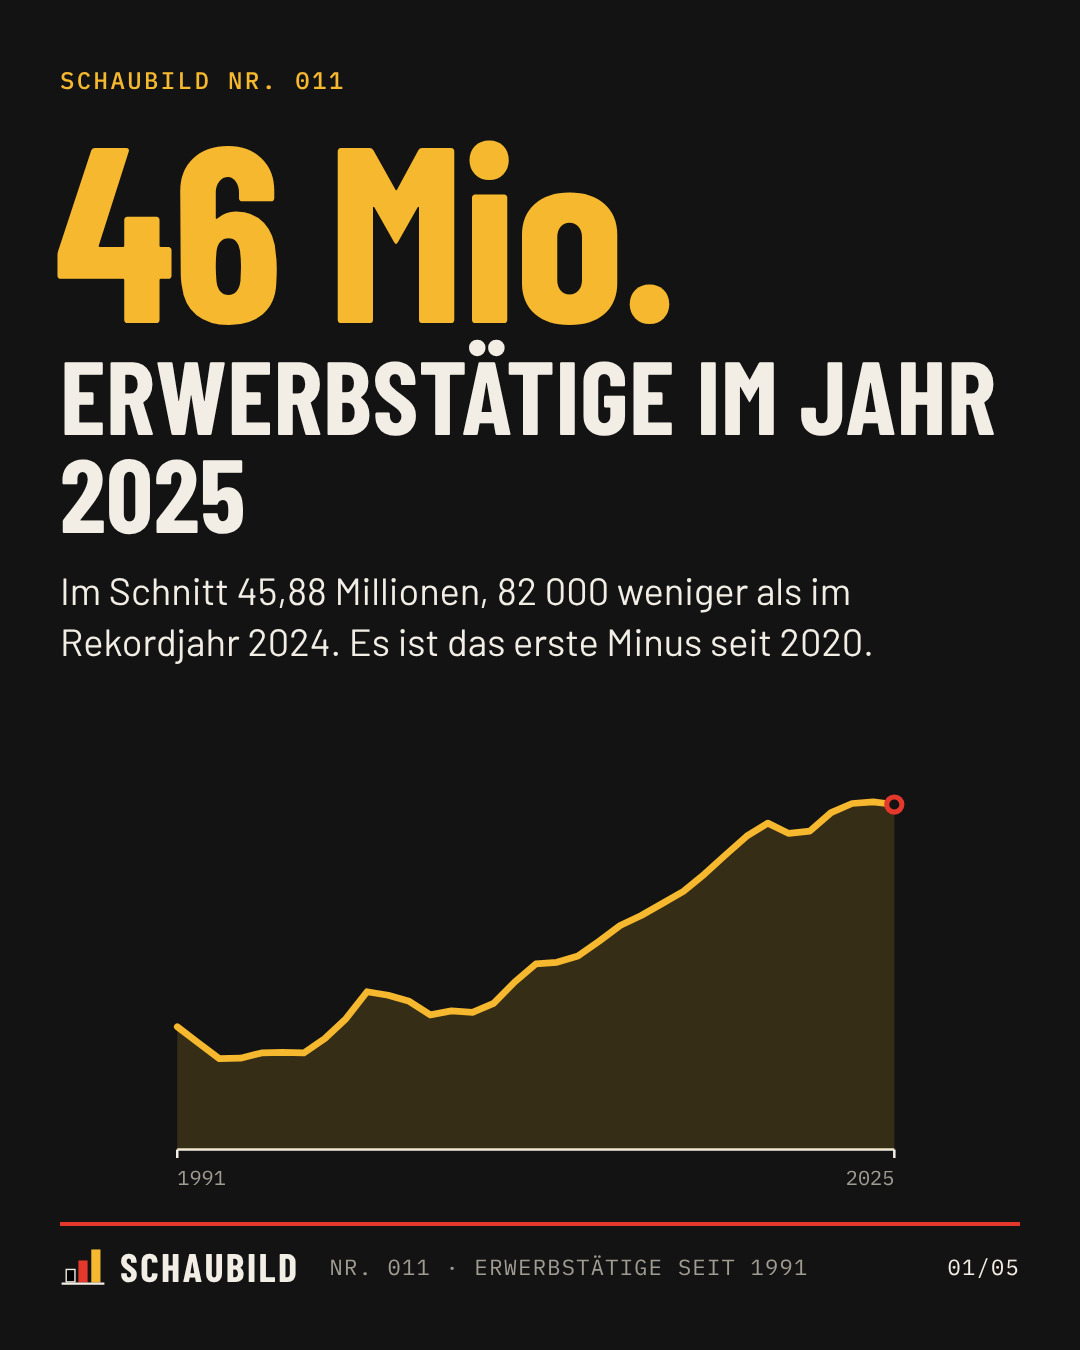 SCHAUBILD NR. 011
46 Mio.
ERWERBSTÄTIGE IM JAHR
2025
Im Schnitt 45,88 Millionen, 82 000 weniger als im
Rekordjahr 2024. Es ist das erste Minus seit 2020.
1991 2025
SCHAUBILD NR. 011 · ERWERBSTÄTIGE SEIT 1991 01/05